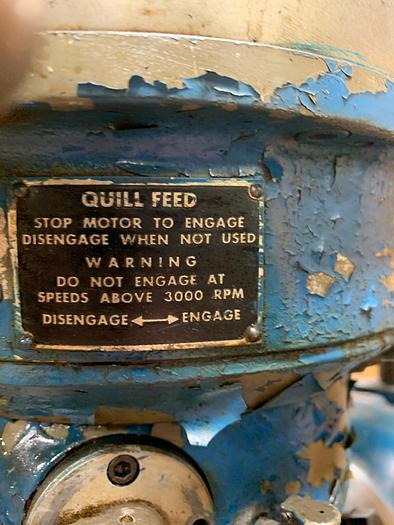 QUILL FEED
STOP MOTOR TO ENGAGE
DISENGAGE WHEN NOT USED
WARNING
DO NOT ENGAGE AT
SPEEDS ABOVE 3000 RPM
DISENGAGE ←→ ENGAGE